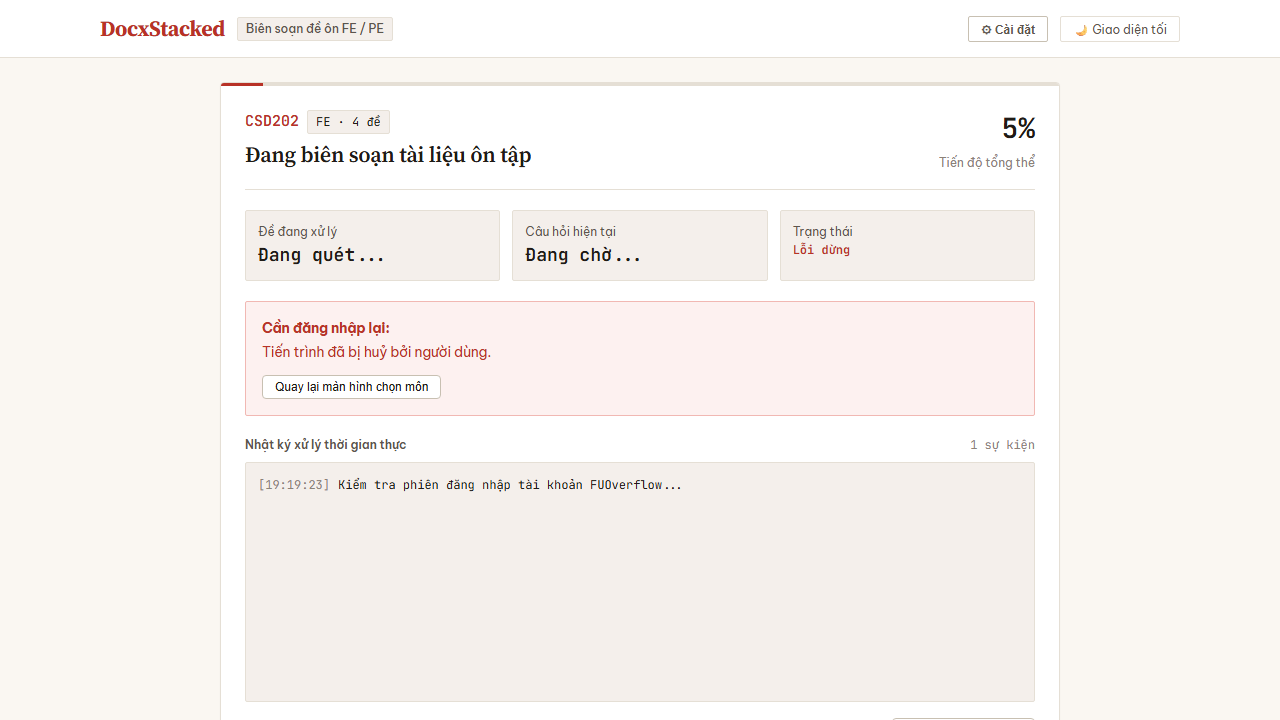 DocxStacked
Biên soạn đề ôn FE / PE
⚙ Cài đặt
🌙 Giao diện tối
CSD202
FE · 4 đề
Đang biên soạn tài liệu ôn tập
5%
Tiến độ tổng thể
Đề đang xử lý
Đang quét...
Câu hỏi hiện tại
Đang chờ...
Trạng thái
Lỗi dừng
Cần đăng nhập lại:
Tiến trình đã bị huỷ bởi người dùng.
Quay lại màn hình chọn môn
Nhật ký xử lý thời gian thực
1 sự kiện
[19:19:23] Kiểm tra phiên đăng nhập tài khoản FUOverflow...